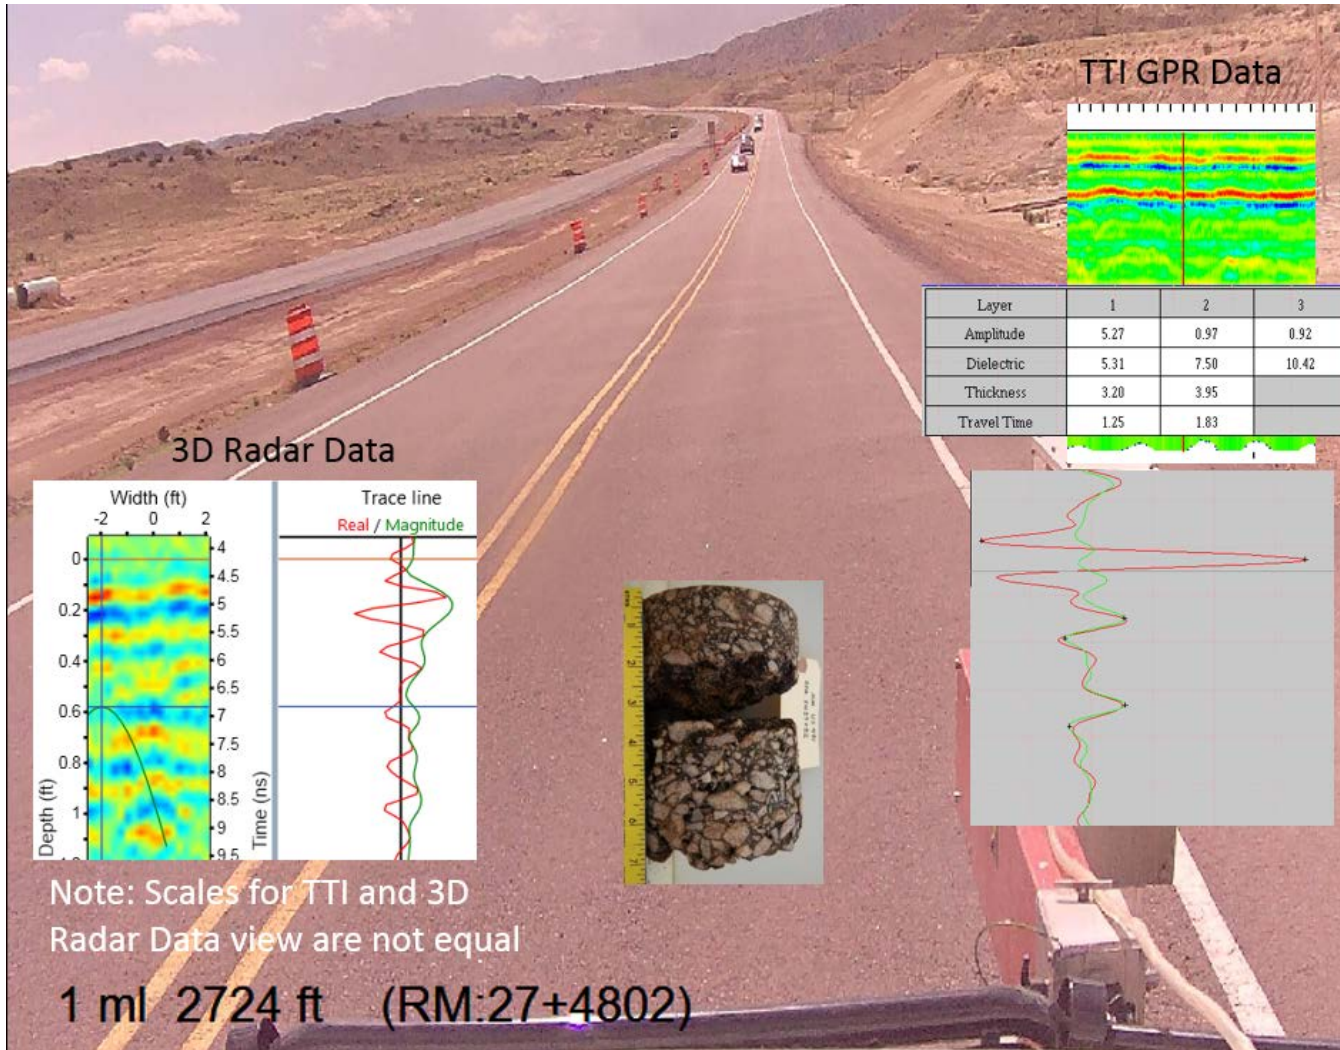 TTI GPR Data
Layer 1 2 3
Amplitude 5.27 0.97 0.92
Dielectric 5.31 7.50 10.42
Thickness 3.20 3.95
Travel Time 1.25 1.83
3D Radar Data
Width (ft)
-2 0 2
Trace line
Real / Magnitude
0
0.2
0.4
0.6
0.8
1
Depth (ft)
4
4.5
5
5.5
6
6.5
7
7.5
8
8.5
9
9.5
Time (ns)
Note: Scales for TTI and 3D
Radar Data view are not equal
1 ml 2724 ft (RM:27+4802)